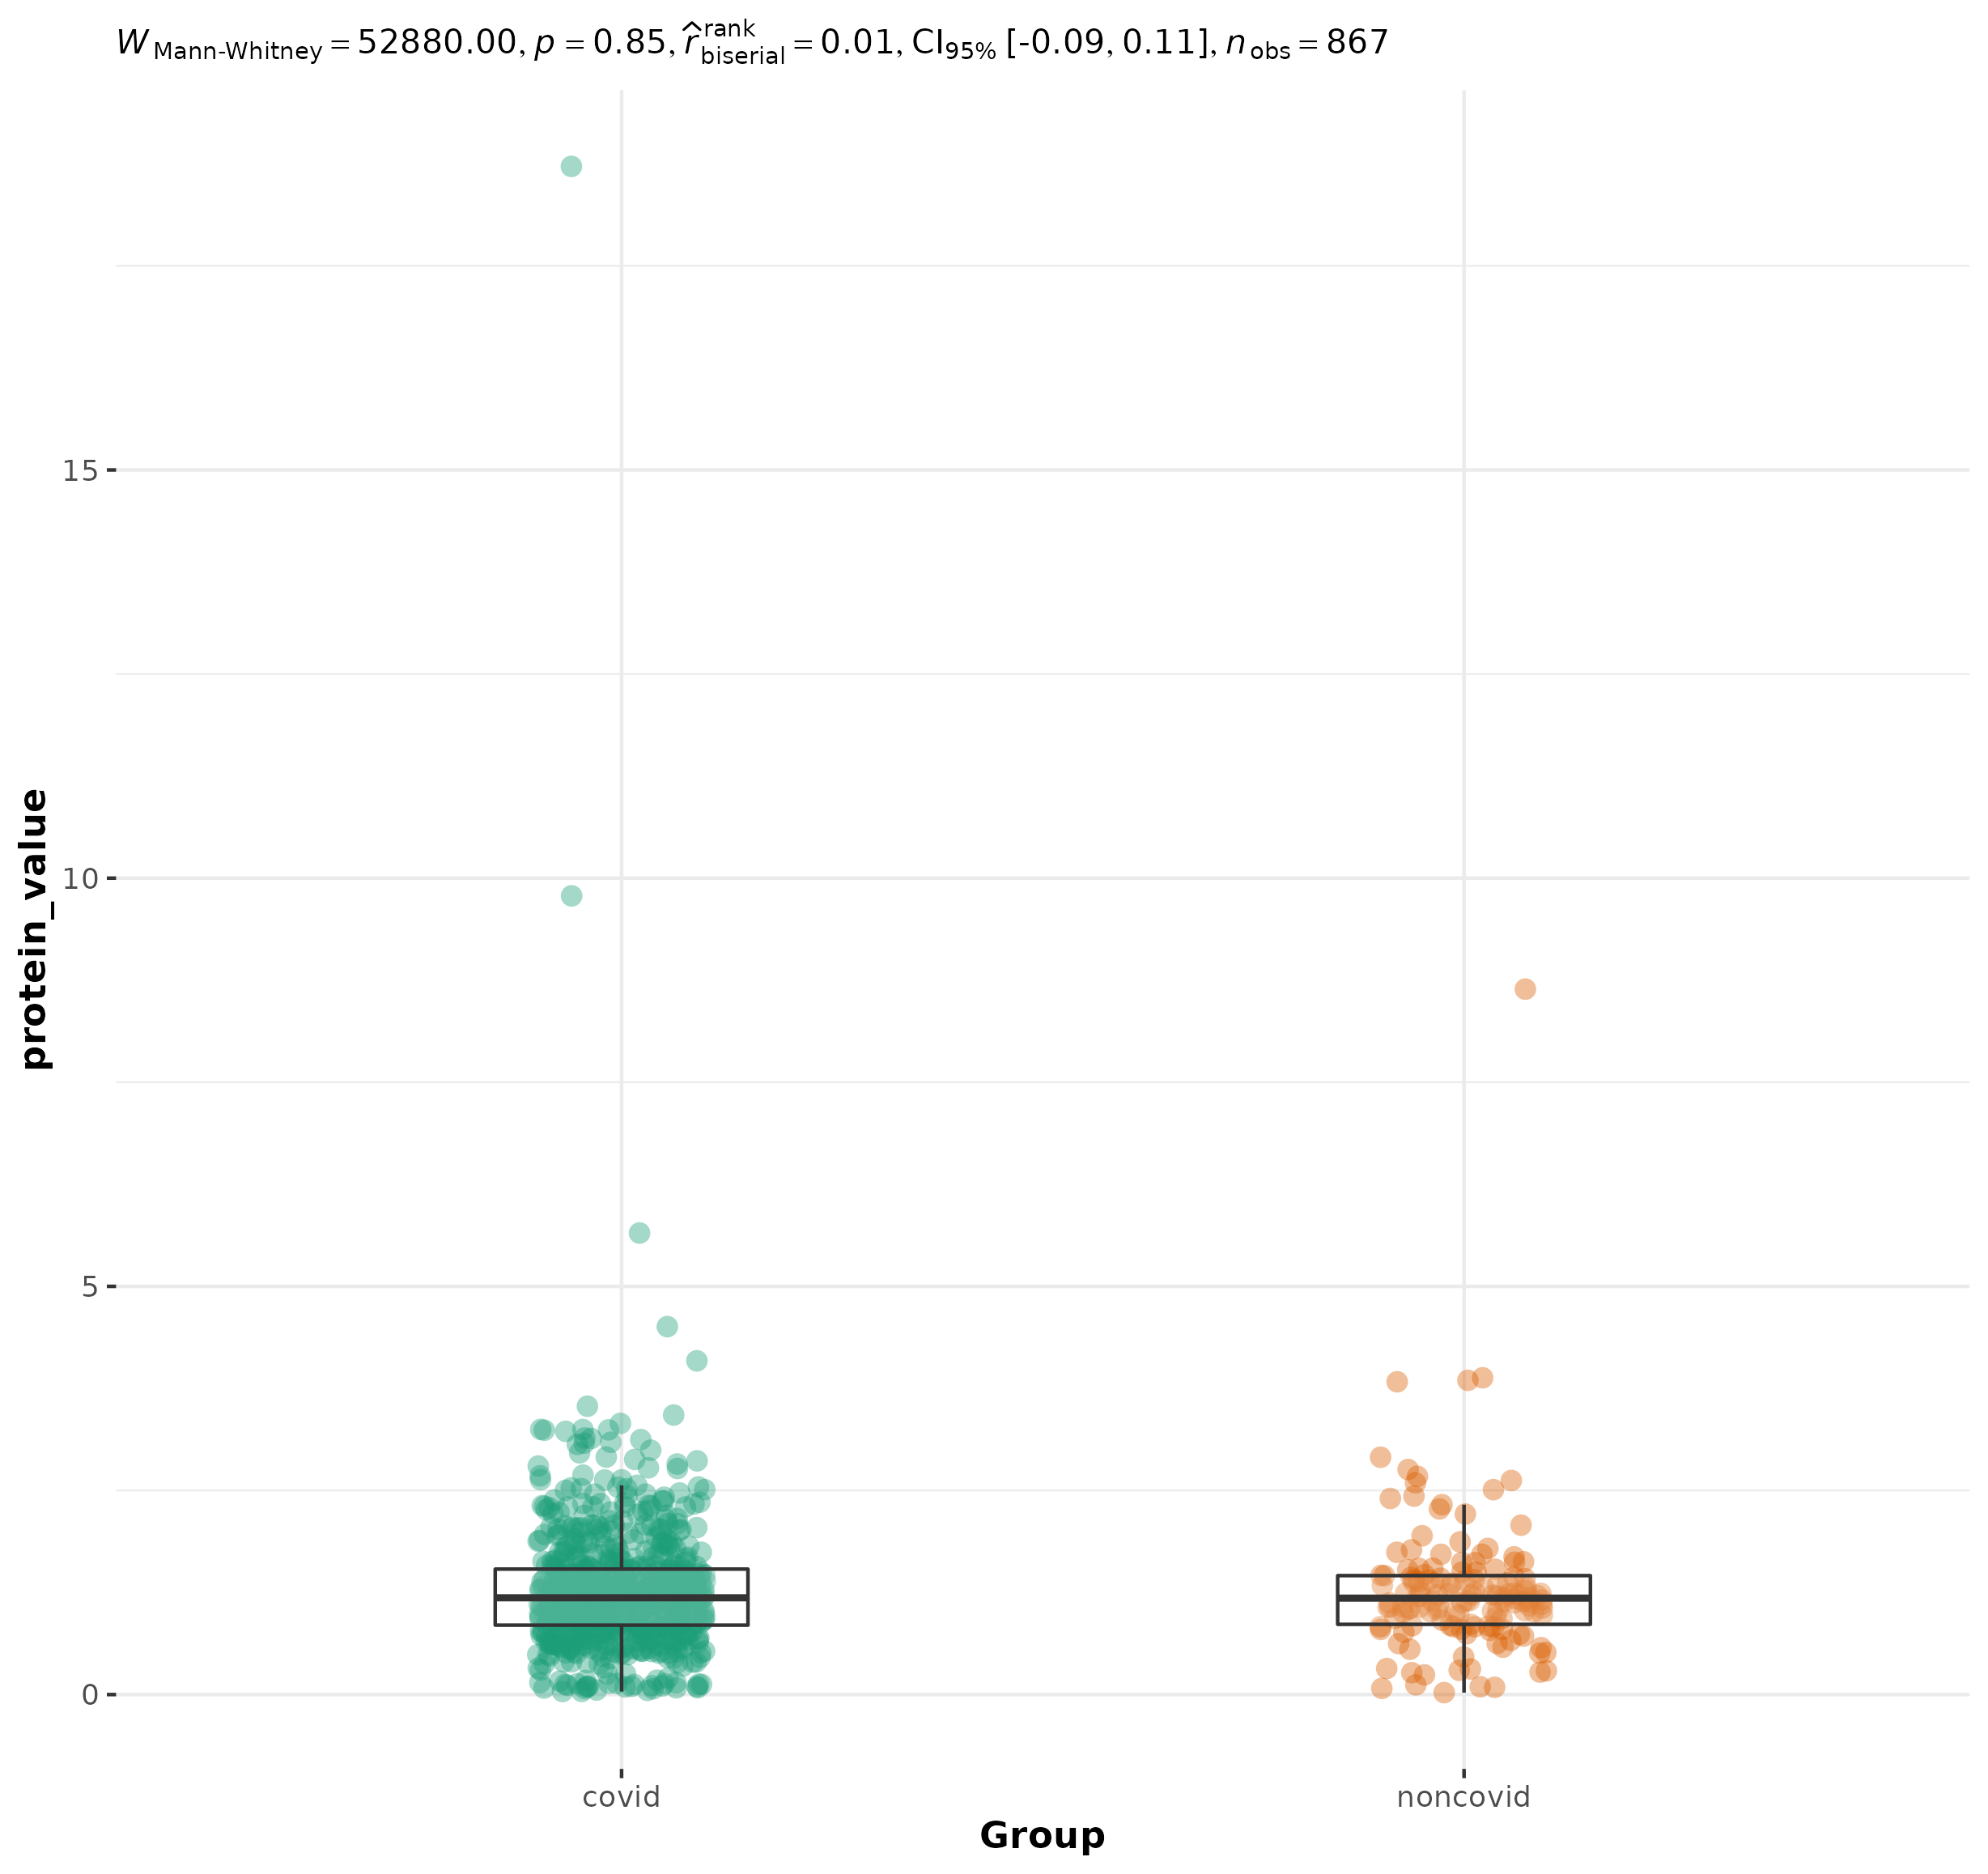 W Mann-Whitney = 52880.00, p = 0.85, r̂ rank biserial = 0.01, CI95% [-0.09, 0.11], n obs = 867
15
10
5
0
protein_value
covid noncovid
Group